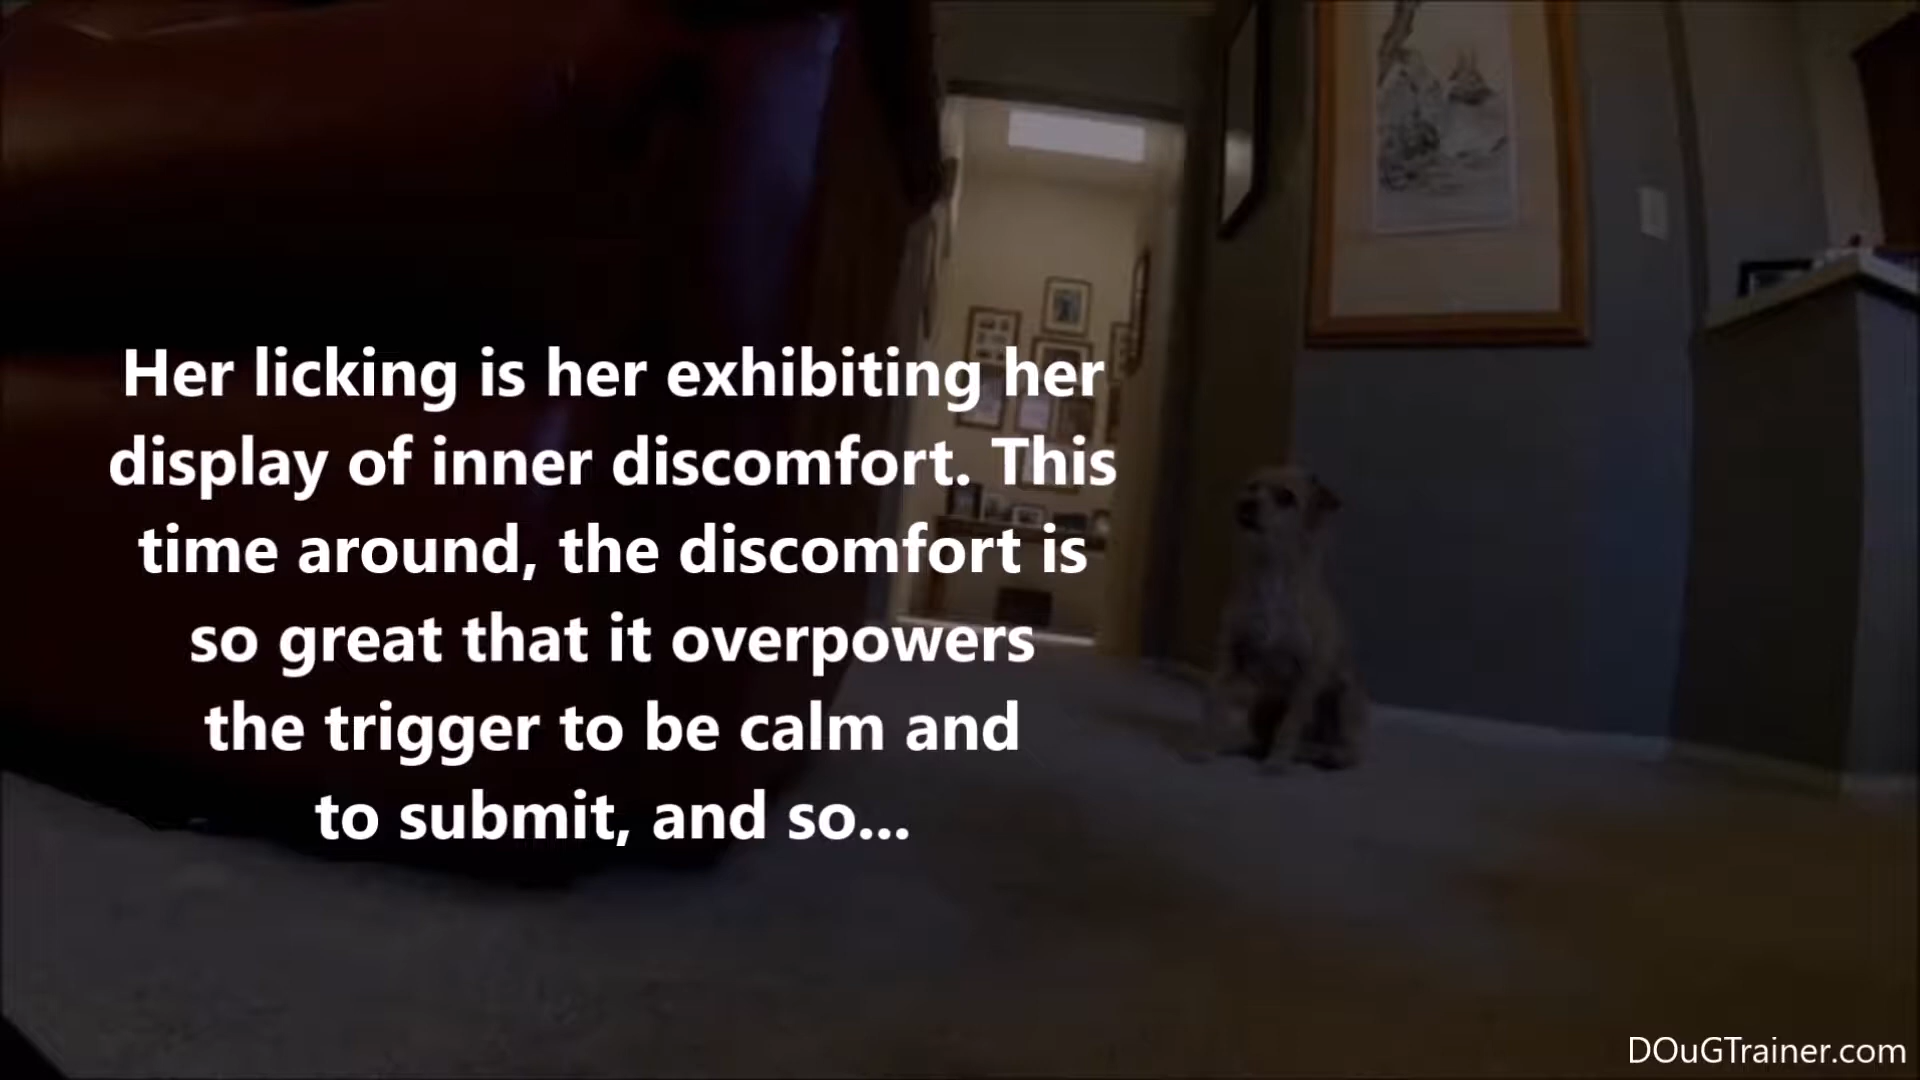 Her licking is her exhibiting her
display of inner discomfort. This
time around, the discomfort is
so great that it overpowers
the trigger to be calm and
to submit, and so...
DOuGTrainer.com